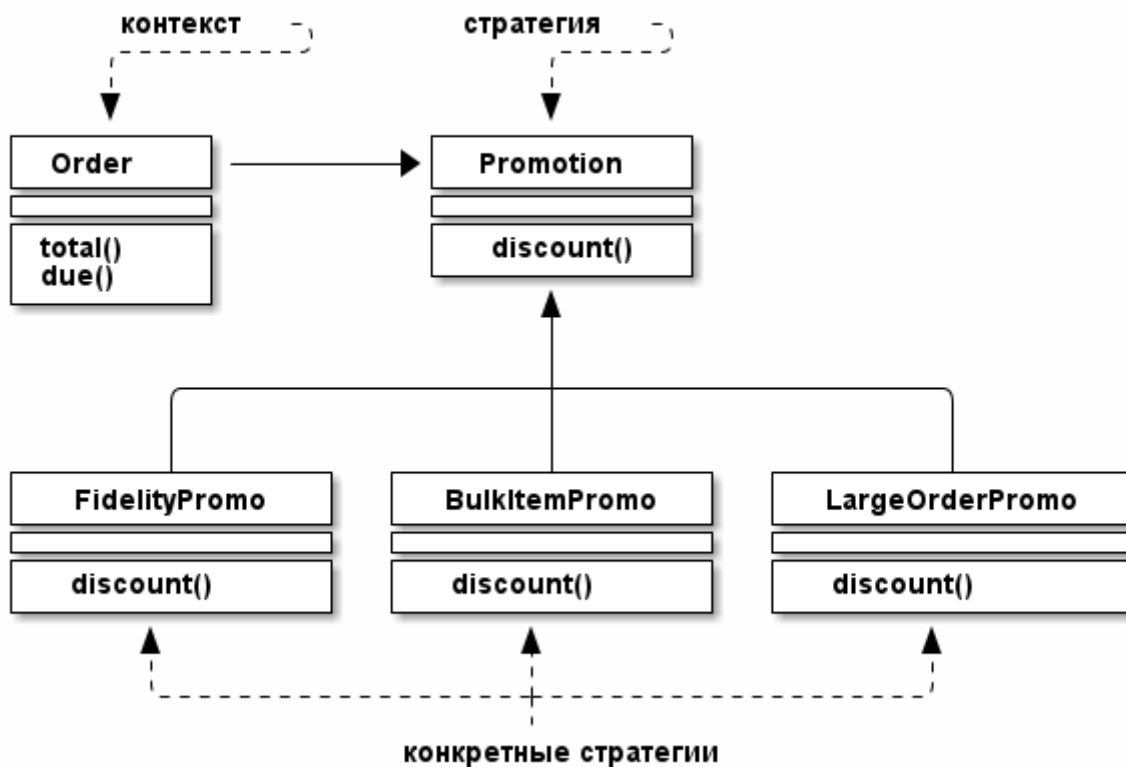 контекст
стратегия
Order
Promotion
total()
due()
discount()
FidelityPromo
BulkItemPromo
LargeOrderPromo
discount()
discount()
discount()
конкретные стратегии